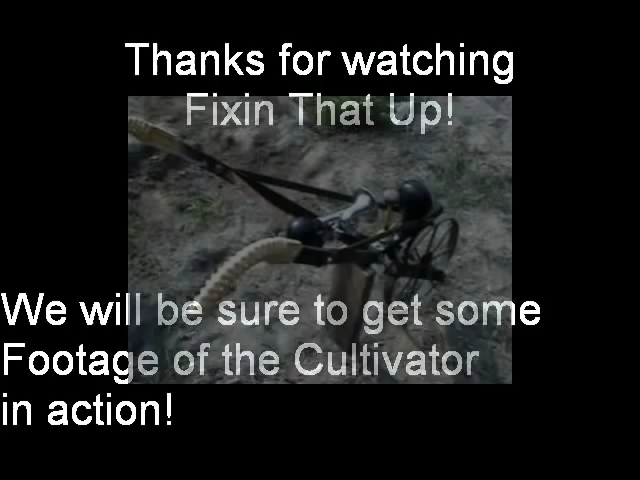 Thanks for watching
Fixin That Up!
We will be sure to get some
Footage of the Cultivator
in action!